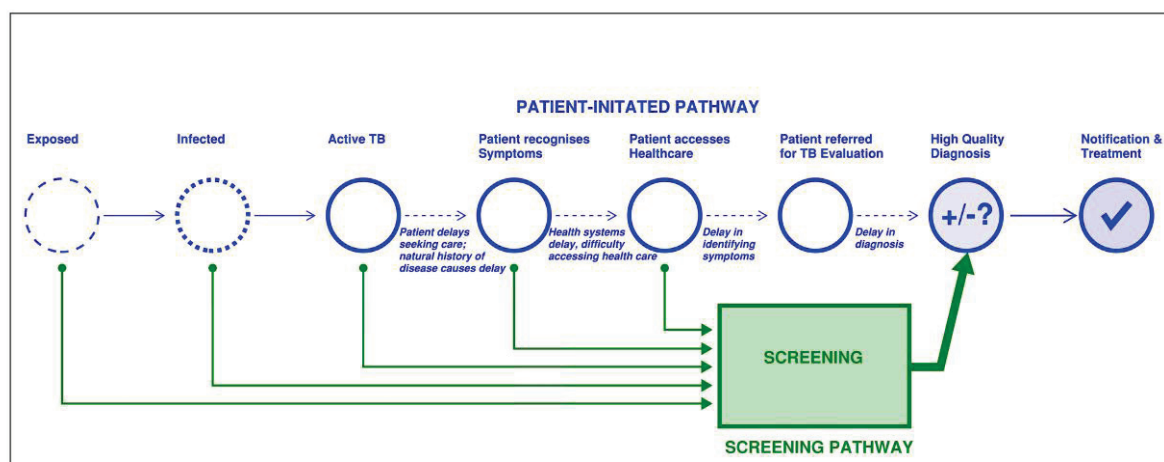 PATIENT-INITATED PATHWAY
Exposed
Infected
Active TB
Patient recognises
Symptoms
Patient accesses
Healthcare
Patient referred
for TB Evaluation
High Quality
Diagnosis
Notification &
Treatment
+/-?
Patient delays
seeking care;
natural history of
disease causes delay
Health systems
delay, difficulty
accessing health care
Delay in
identifying
symptoms
Delay in
diagnosis
SCREENING
SCREENING PATHWAY